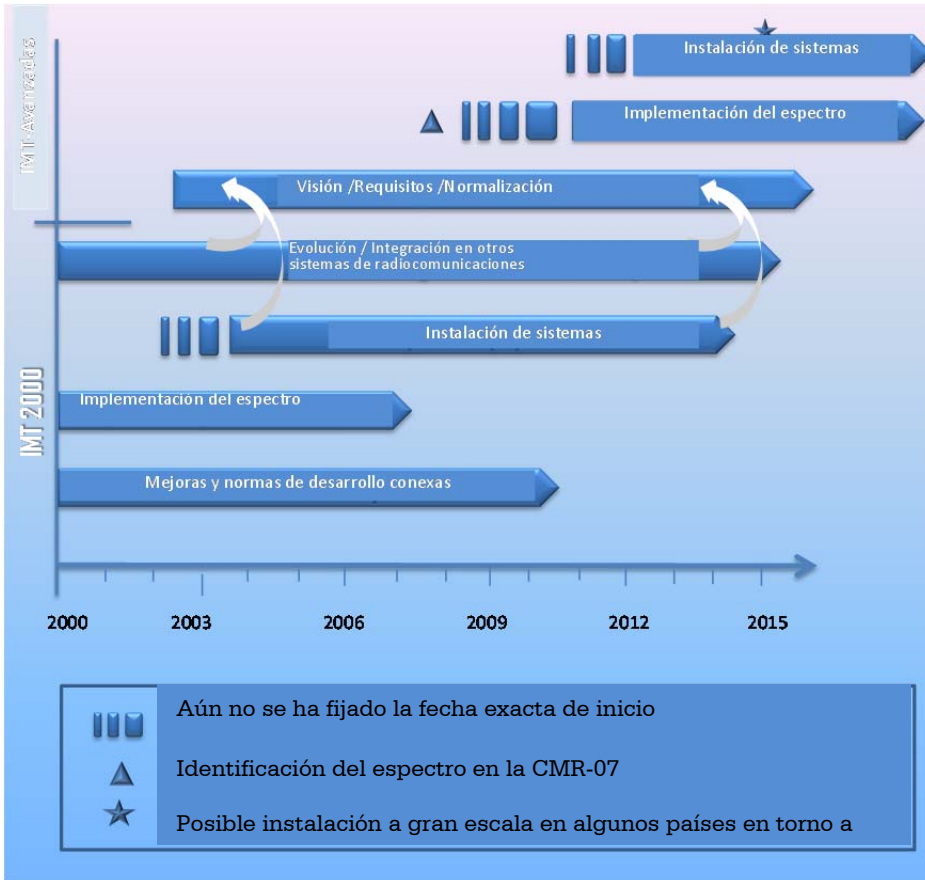 IMT-Avanzadas
Instalación de sistemas
Implementación del espectro
Visión /Requisitos /Normalización
Evolución / Integración en otros
sistemas de radiocomunicaciones
Instalación de sistemas
IMT 2000
Implementación del espectro
Mejoras y normas de desarrollo conexas
2000 2003 2006 2009 2012 2015
Aún no se ha fijado la fecha exacta de inicio
Identificación del espectro en la CMR-07
Posible instalación a gran escala en algunos países en torno a